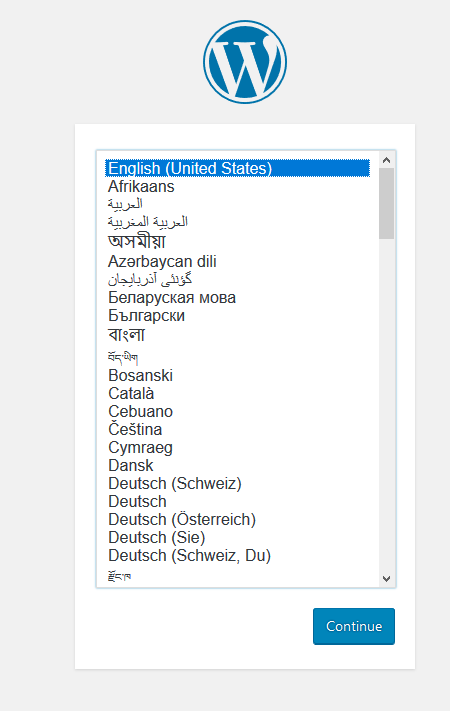 English (United States)
Afrikaans
العربية
العربية المغربية
অসমীয়া
Azərbaycan dili
گؤنئی آذربایجان
Беларуская мова
Български
বাংলা
བོད་ཡིག
Bosanski
Català
Cebuano
Čeština
Cymraeg
Dansk
Deutsch (Schweiz)
Deutsch
Deutsch (Österreich)
Deutsch (Sie)
Deutsch (Schweiz, Du)
རྫོང་ཁ
Continue